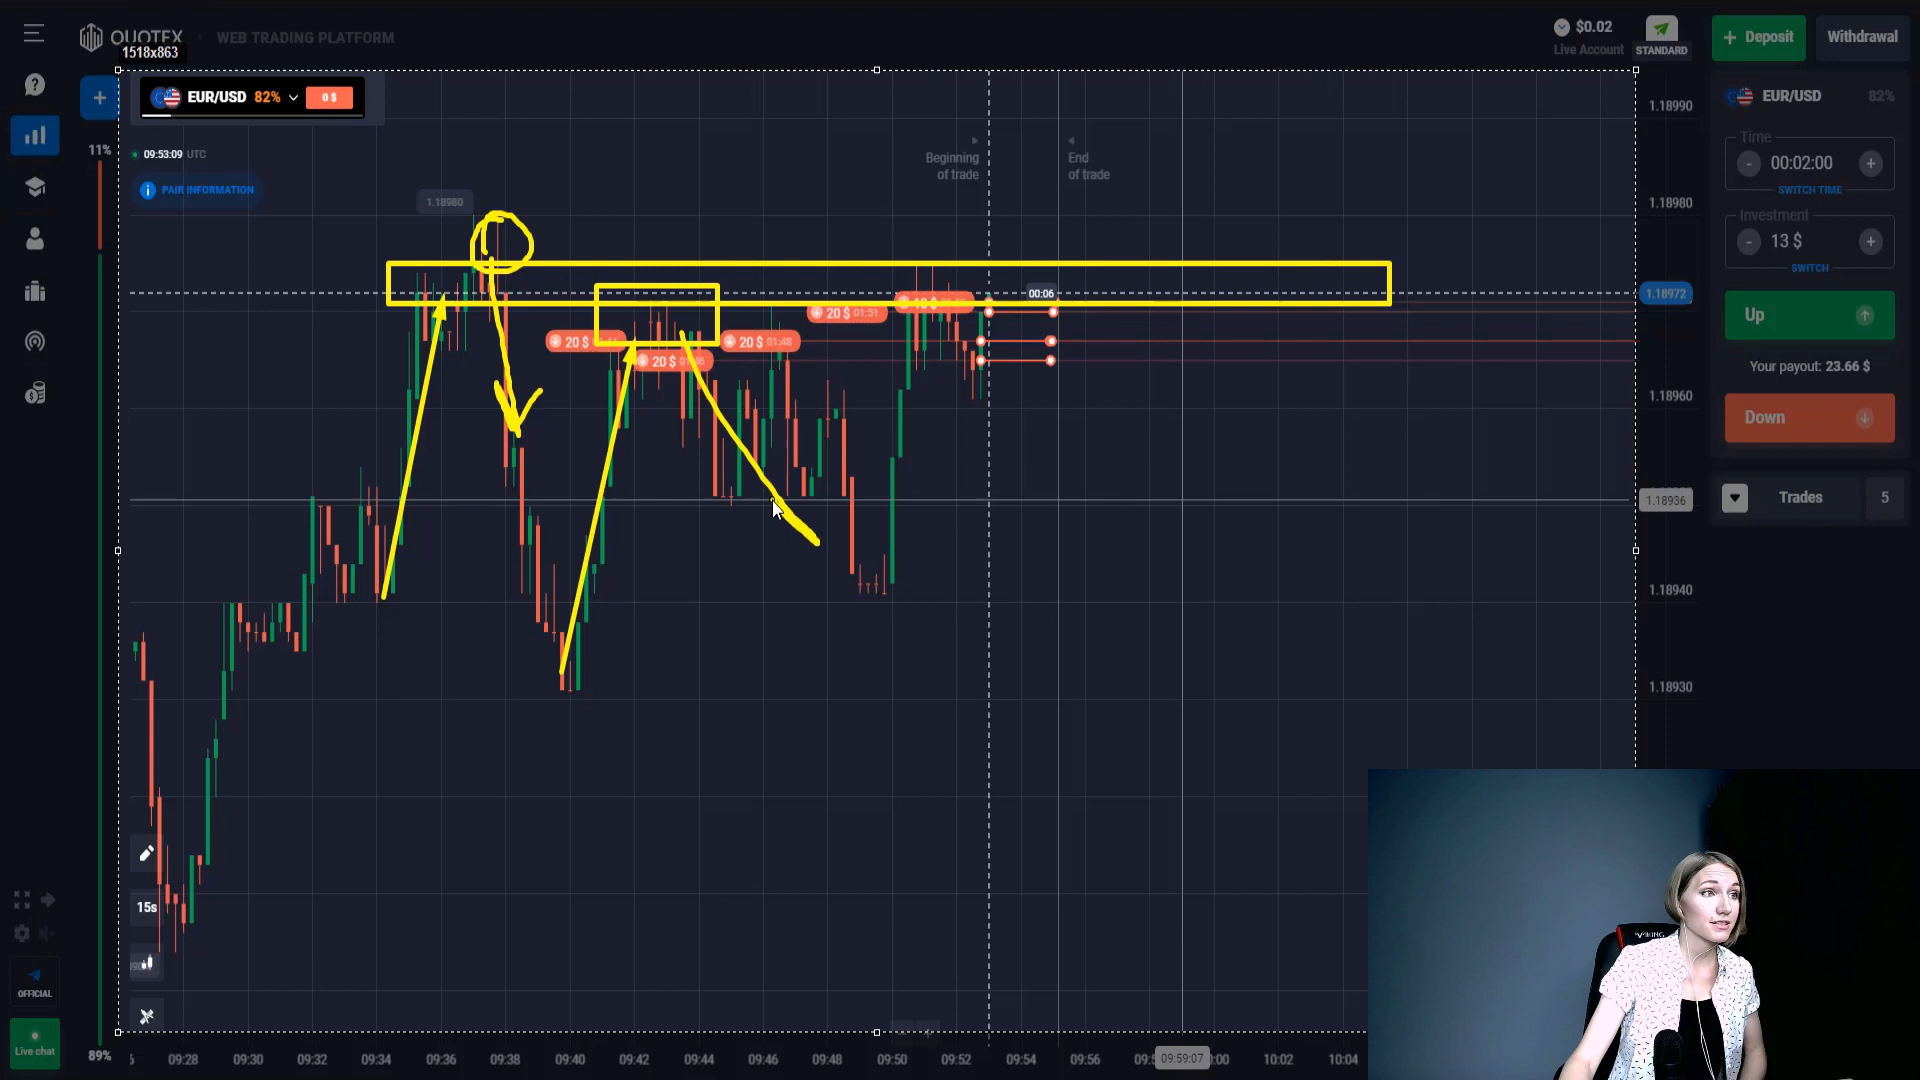 QUOTEX
WEB TRADING PLATFORM
1518x863
$0.02
Live Account
STANDARD
+ Deposit
Withdrawal
EUR/USD 82%
0 $
11%
09:53:09 UTC
PAIR INFORMATION
1.18980
Beginning
of trade
End
of trade
00:06
20 $
20 $
20 $ 01:48
20 $ 01:51
1.18990
1.18980
1.18972
1.18960
1.18936
1.18940
1.18930
EUR/USD
82%
Time
- 00:02:00 +
SWITCH TIME
Investment
- 13 $ +
SWITCH
Up
Your payout: 23.66 $
Down
Trades
5
15s
OFFICIAL
Live chat
89%
09:28 09:30 09:32 09:34 09:36 09:38 09:40 09:42 09:44 09:46 09:48 09:50 09:52 09:54 09:56 09:59:07 10:02 10:04
VIKING